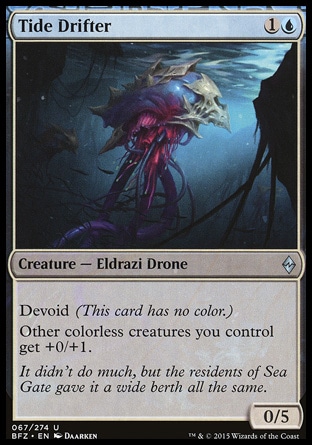 Tide Drifter 1
Creature — Eldrazi Drone
Devoid (This card has no color.)
Other colorless creatures you control
get +0/+1.
It didn't do much, but the residents of Sea
Gate gave it a wide berth all the same.
0/5
067/274 U
BFZ • EN Daarken
™ & © 2015 Wizards of the Coast